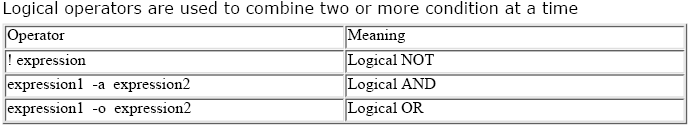 Logical operators are used to combine two or more condition at a time
Operator Meaning
! expression Logical NOT
expression1 -a expression2 Logical AND
expression1 -o expression2 Logical OR